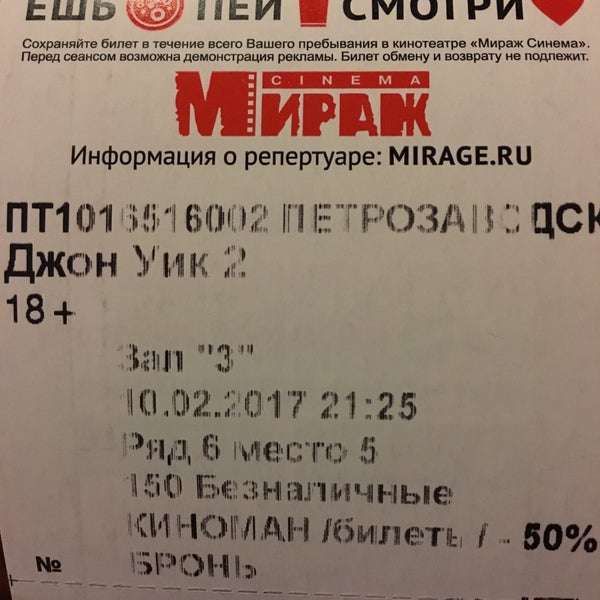 ЕШЬ ПЕЙ СМОТРИ
Сохраняйте билет в течение всего Вашего пребывания в кинотеатре «Мираж Синема».
Перед сеансом возможна демонстрация рекламы. Билет обмену и возврату не подлежит.
CINEMA
МИРАЖ
Информация о репертуаре: MIRAGE.RU
ПТ1016516002 ПЕТРОЗАВОДСК
Джон Уик 2
18+
Зал "3"
10.02.2017 21:25
Ряд 6 место 5
150 Безналичные
КИНОМАН /билеты / - 50%
№ БРОНЬ